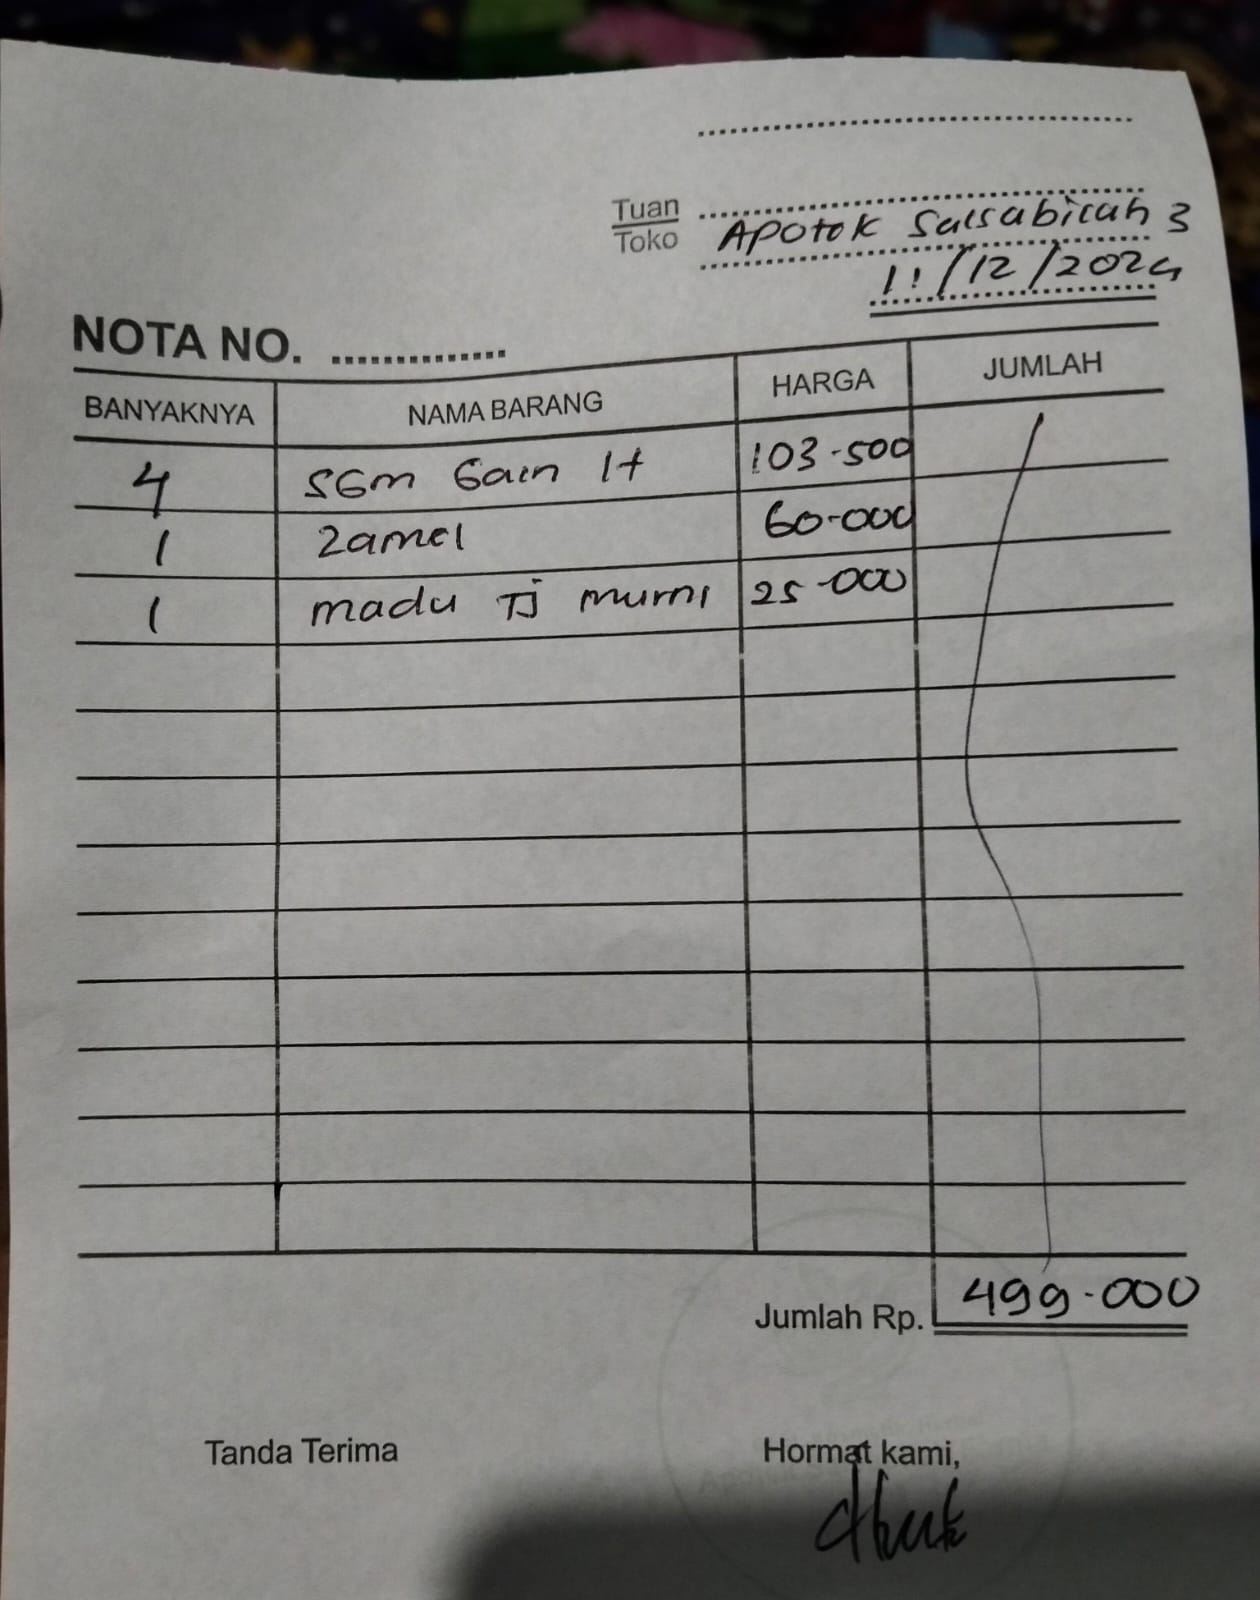 Tuan
Toko
Apotok Salsabilah 3
11/12/2024
NOTA NO.
BANYAKNYA NAMA BARANG HARGA JUMLAH
4 SGM Gain 1+ 103.500
1 Zamel 60.000
1 madu TJ murni 25.000
Jumlah Rp. 499.000
Tanda Terima Hormat kami,